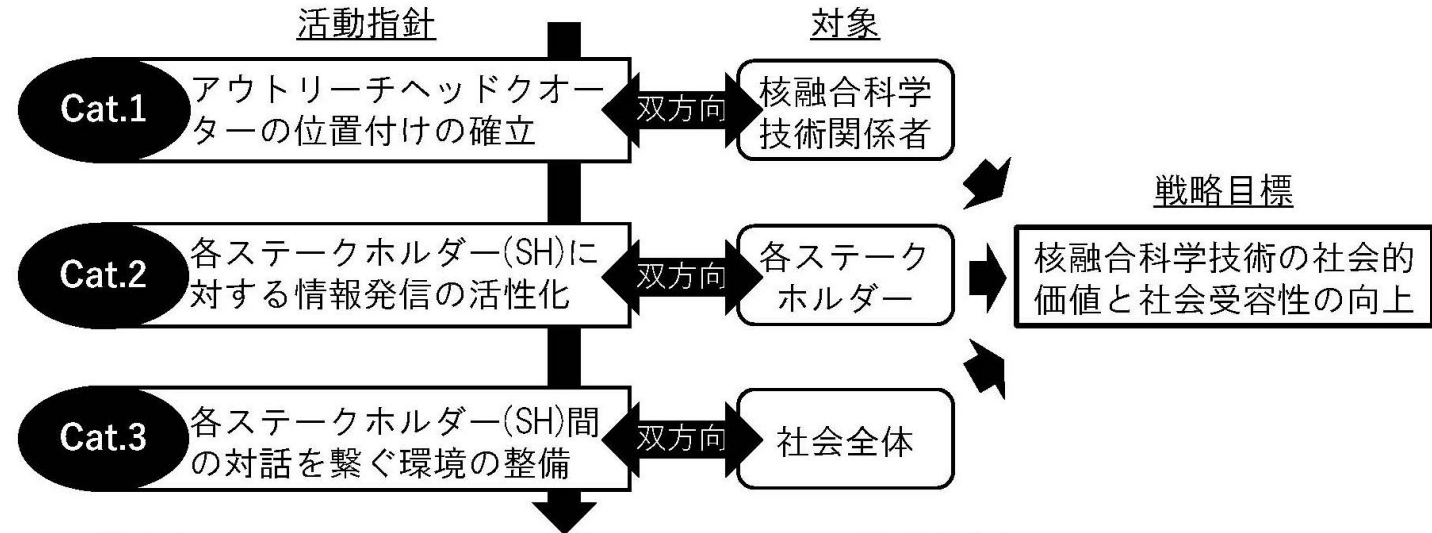 活動指針
対象
Cat.1
アウトリーチヘッドクオー
ターの位置付けの確立
双方向
核融合科学
技術関係者
戦略目標
Cat.2
各ステークホルダー(SH)に
対する情報発信の活性化
双方向
各ステーク
ホルダー
核融合科学技術の社会的
価値と社会受容性の向上
Cat.3
各ステークホルダー(SH)間
の対話を繋ぐ環境の整備
双方向
社会全体